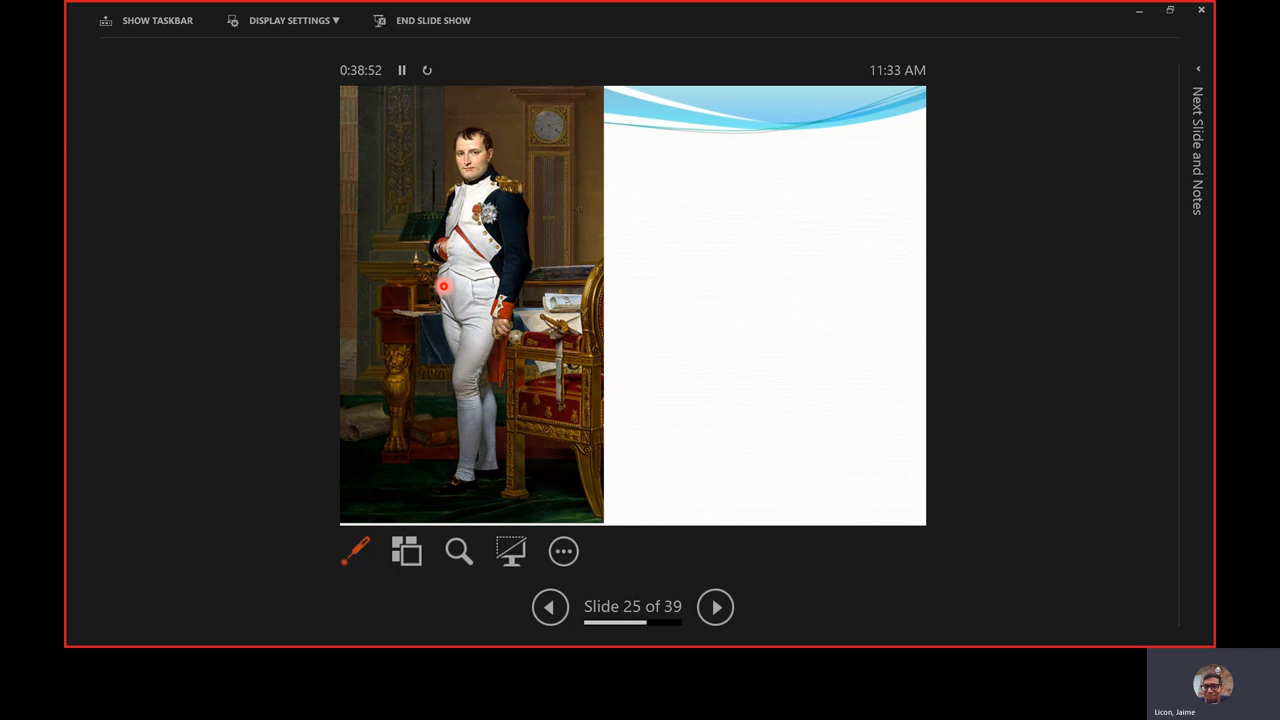 SHOW TASKBAR
DISPLAY SETTINGS ▼
END SLIDE SHOW
0:38:52
11:33 AM
Next Slide and Notes
Slide 25 of 39
Licon, Jaime